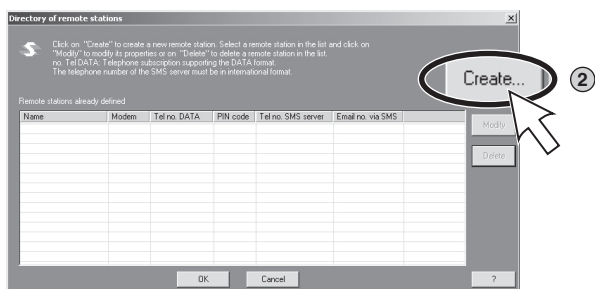 Directory of remote stations
Click on "Create" to create a new remote station. Select a remote station in the list and click on
"Modify" to modify its properties or on "Delete" to delete a remote station in the list.
no. Tel DATA: Telephone subscription supporting the DATA format.
The telephone number of the SMS server must be in international format.
Create...
2
Remote stations already defined
Name Modem Tel no. DATA PIN code Tel no. SMS server Email no. via SMS
Modify
Delete
OK Cancel ?